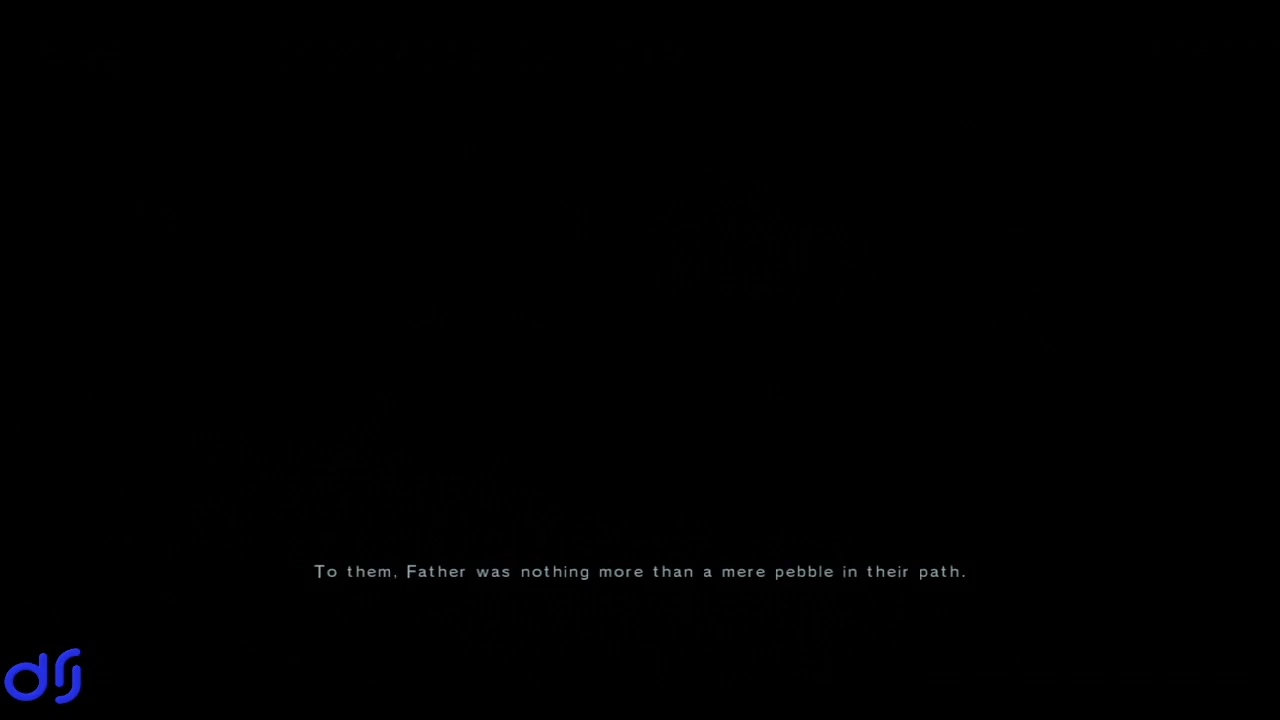 To them, Father was nothing more than a mere pebble in their path.